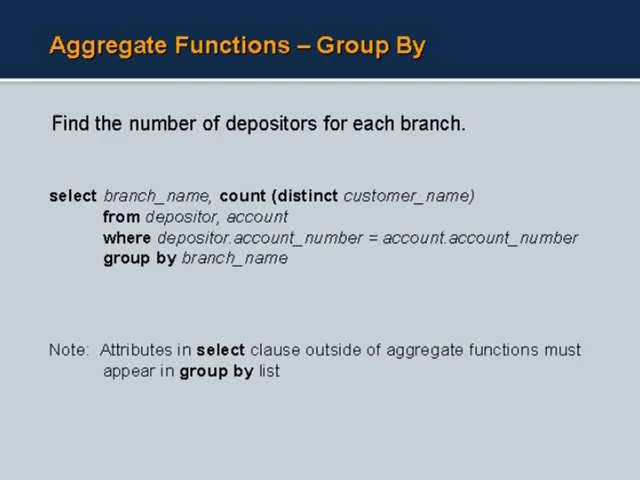 Aggregate Functions – Group By
Find the number of depositors for each branch.
select branch_name, count (distinct customer_name)
from depositor, account
where depositor.account_number = account.account_number
group by branch_name
Note: Attributes in select clause outside of aggregate functions must
appear in group by list